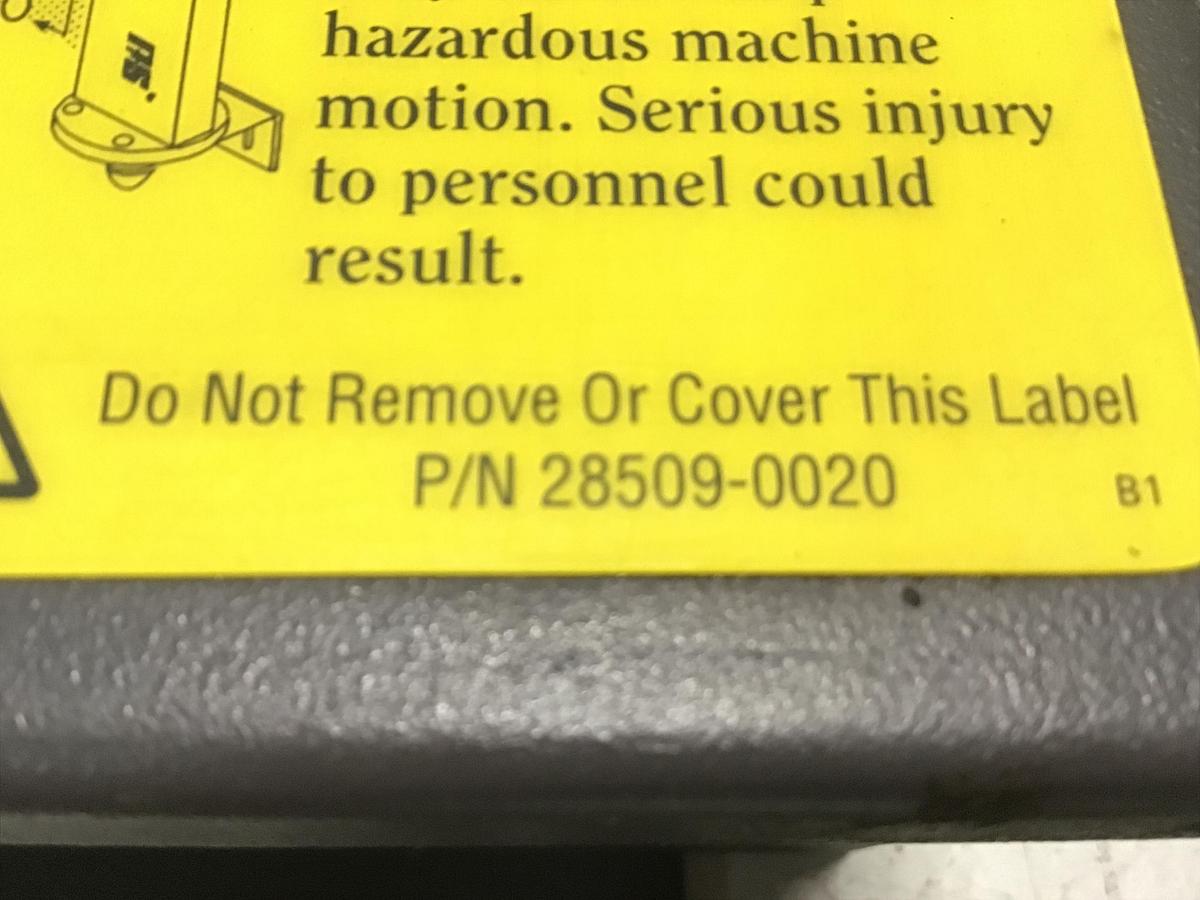 hazardous machine
motion. Serious injury
to personnel could
result.
Do Not Remove Or Cover This Label
P/N 28509-0020
B1